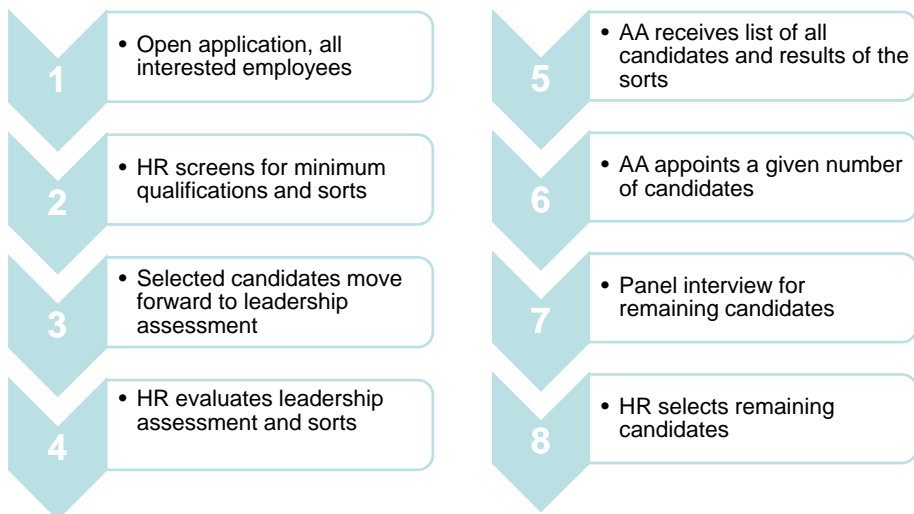 1
• Open application, all
interested employees
2
• HR screens for minimum
qualifications and sorts
3
• Selected candidates move
forward to leadership
assessment
4
• HR evaluates leadership
assessment and sorts
5
• AA receives list of all
candidates and results of the
sorts
6
• AA appoints a given number
of candidates
7
• Panel interview for
remaining candidates
8
• HR selects remaining
candidates